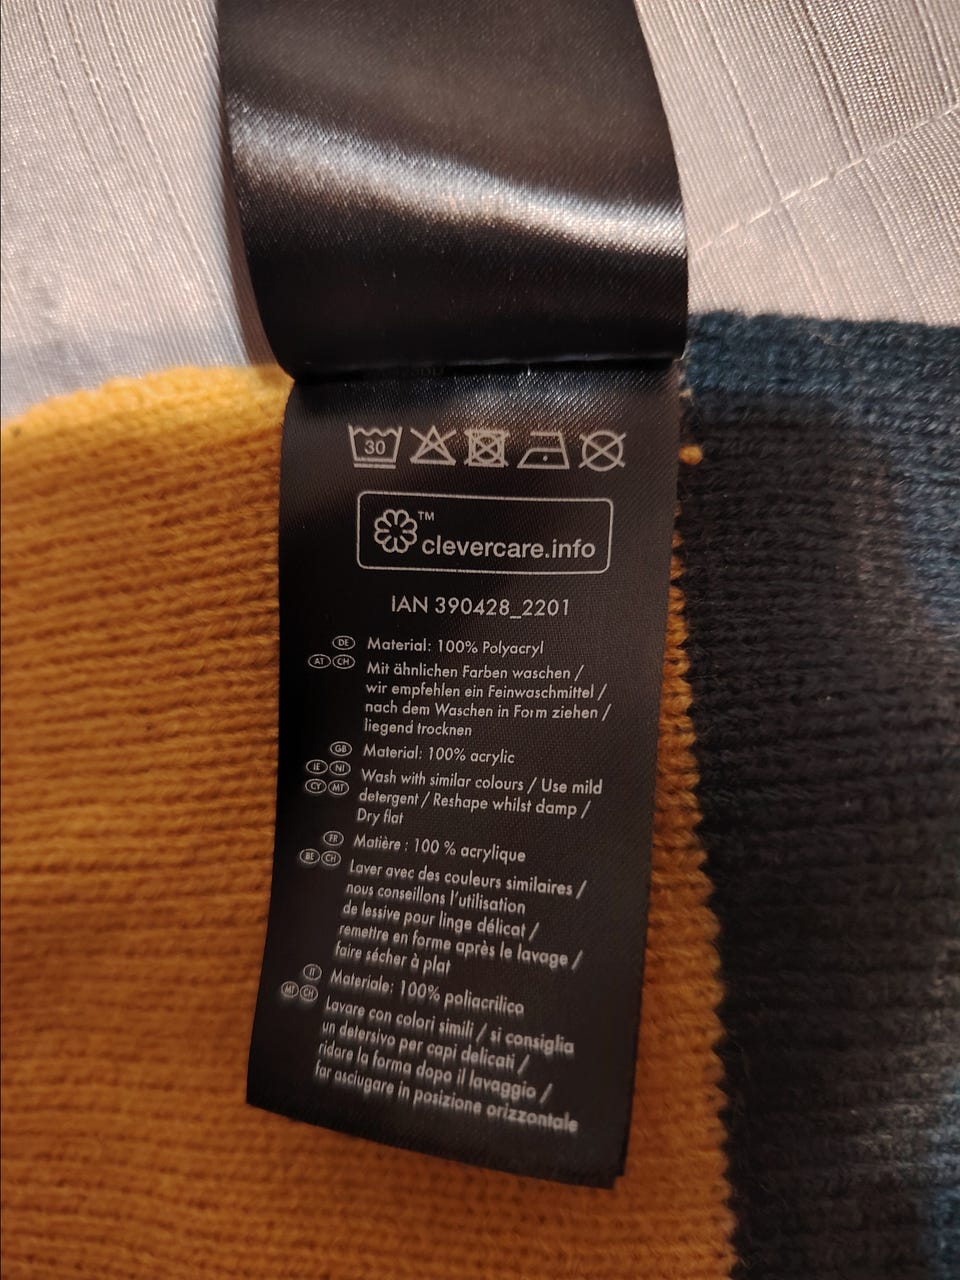 30
™
clevercare.info
IAN 390428_2201
DE Material: 100% Polyacryl
AT CH Mit ähnlichen Farben waschen /
wir empfehlen ein Feinwaschmittel /
nach dem Waschen in Form ziehen /
liegend trocknen
GB Material: 100% acrylic
IE NI Wash with similar colours / Use mild
CY MT detergent / Reshape whilst damp /
Dry flat
FR Matière : 100 % acrylique
BE CH Laver avec des couleurs similaires /
nous conseillons l'utilisation
de lessive pour linge délicat /
remettre en forme après le lavage /
faire sécher à plat
IT Materiale: 100% poliacrilico
MT CH Lavare con colori simili / si consiglia
un detersivo per capi delicati /
ridare la forma dopo il lavaggio /
far asciugare in posizione orizzontale